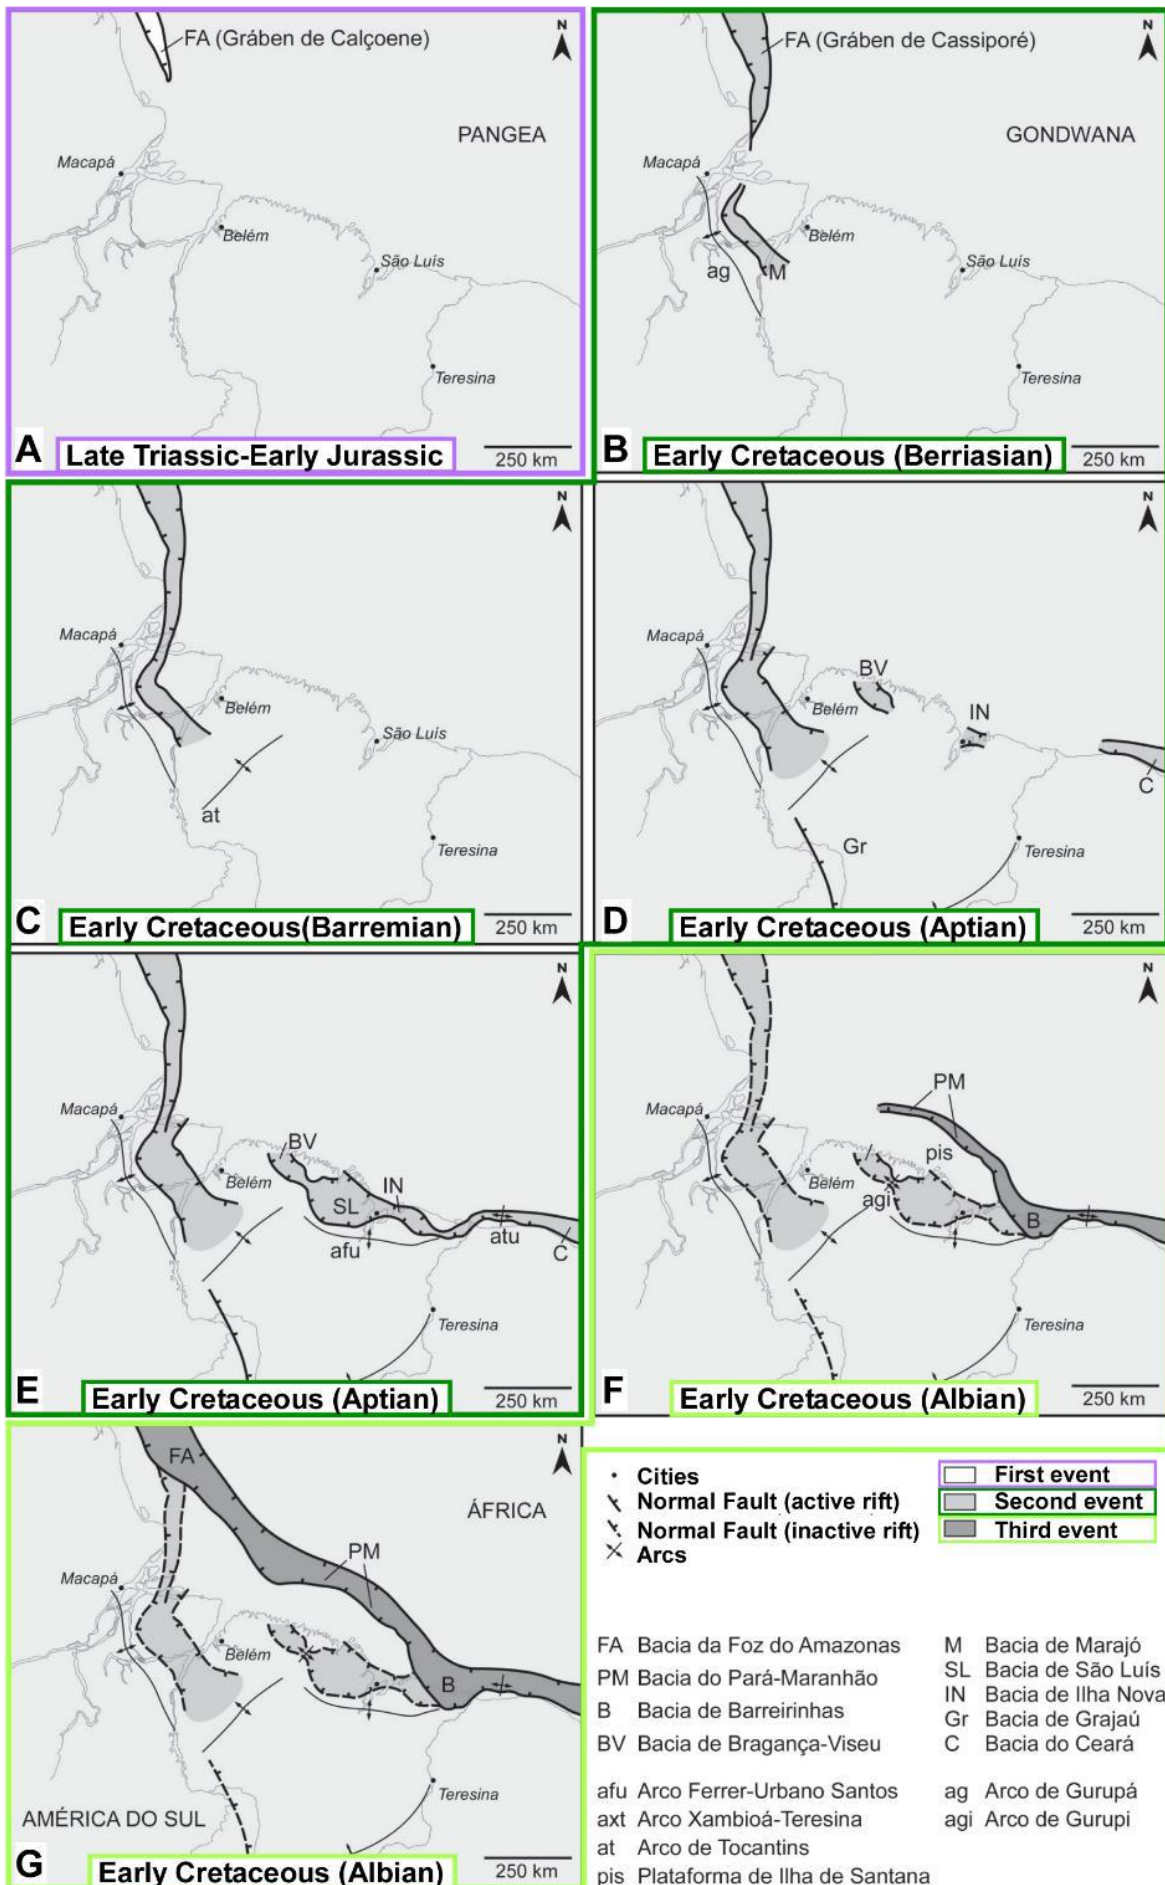 N
FA (Gráben de Calçoene)
PANGEA
Macapá
Belém
São Luís
Teresina
A Late Triassic-Early Jurassic 250 km
N
FA (Gráben de Cassiporé)
GONDWANA
Macapá
Belém
São Luís
ag M
Teresina
B Early Cretaceous (Berriasian) 250 km
N
Macapá
Belém
São Luís
at
Teresina
C Early Cretaceous(Barremian) 250 km
N
Macapá
BV
Belém
IN
C
Gr
Teresina
D Early Cretaceous (Aptian) 250 km
N
Macapá
BV
Belém
IN
SL
afu
atu
C
Teresina
E Early Cretaceous (Aptian) 250 km
N
PM
Macapá
pis
Belém
agi
B
Teresina
F Early Cretaceous (Albian) 250 km
N
FA
ÁFRICA
PM
Macapá
Belém
B
Teresina
AMÉRICA DO SUL
G Early Cretaceous (Albian) 250 km
Cities
Normal Fault (active rift)
Normal Fault (inactive rift)
Arcs
First event
Second event
Third event
FA Bacia da Foz do Amazonas
PM Bacia do Pará-Maranhão
B Bacia de Barreirinhas
BV Bacia de Bragança-Viseu
M Bacia de Marajó
SL Bacia de São Luís
IN Bacia de Ilha Nova
Gr Bacia de Grajaú
C Bacia do Ceará
afu Arco Ferrer-Urbano Santos
axt Arco Xambioá-Teresina
at Arco de Tocantins
pis Plataforma de Ilha de Santana
ag Arco de Gurupá
agi Arco de Gurupi